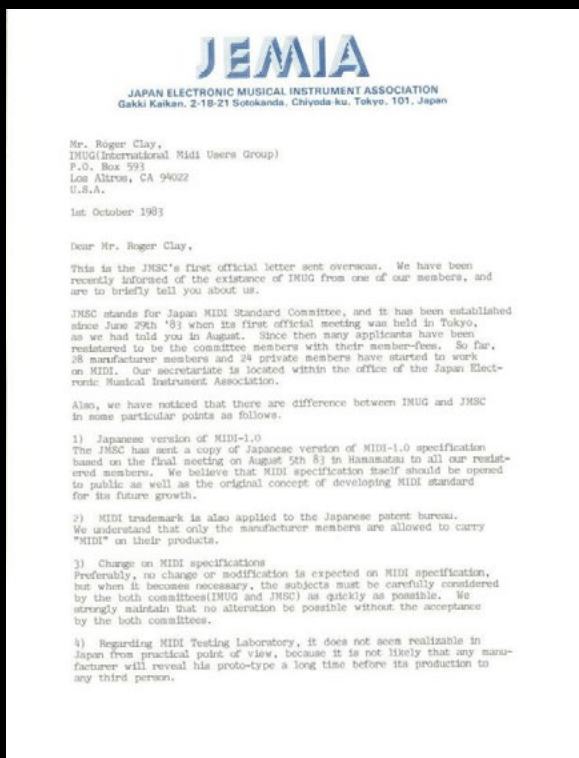 JEMIA
JAPAN ELECTRONIC MUSICAL INSTRUMENT ASSOCIATION
Gakki Kaikan, 2-18-21 Sotokanda, Chiyoda-ku, Tokyo, 101, Japan
Mr. Roger Clay,
IMUG(International Midi Users Group)
P.O. Box 593
Los Altros, CA 94022
U.S.A.
1st October 1983
Dear Mr. Roger Clay,
This is the JMSC's first official letter sent overseas. We have been
recently informed of the existance of IMUG from one of our members, and
are to briefly tell you about us.
JMSC stands for Japan MIDI Standard Committee, and it has been established
since June 29th '83 when its first official meeting was held in Tokyo,
as we had told you in August. Since then many applicants have been
resistered to be the committee members with their member-fees. So far,
28 manufacturer members and 24 private members have started to work
on MIDI. Our secretariate is located within the office of the Japan Elect-
ronic Musical Instrument Association.
Also, we have noticed that there are difference between IMUG and JMSC
in some particular points as follows.
1) Japanese version of MIDI-1.0
The JMSC has sent a copy of Japanese version of MIDI-1.0 specification
based on the final meeting on August 5th 83 in Hamamatsu to all our resist-
ered members. We believe that MIDI specification itself should be opened
to public as well as the original concept of developing MIDI standard
for its future growth.
2) MIDI trademark is also applied to the Japanese patent bureau.
We understand that only the manufacturer members are allowed to carry
"MIDI" on their products.
3) Change on MIDI specifications
Preferably, no change or modification is expected on MIDI specification,
but when it becomes necessary, the subjects must be carefully considered
by the both committees(IMUG and JMSC) as quickly as possible. We
strongly maintain that no alteration be possible without the acceptance
by the both committees.
4) Regarding MIDI Testing Laboratory, it does not seem realizable in
Japan from practical point of view, because it is not likely that any manu-
facturer will reveal his proto-type a long time before its production to
any third person.